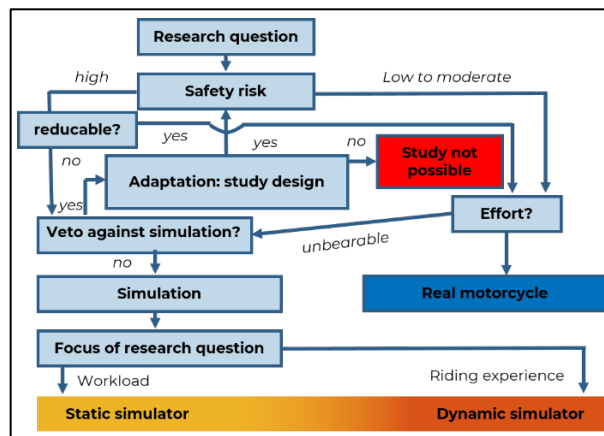 Research question
high
Low to moderate
Safety risk
reducable?
yes
yes
no
Study not
possible
no
Adaptation: study design
yes
Effort?
Veto against simulation?
unbearable
no
Simulation
Real motorcycle
Focus of research question
Workload
Riding experience
Static simulator
Dynamic simulator